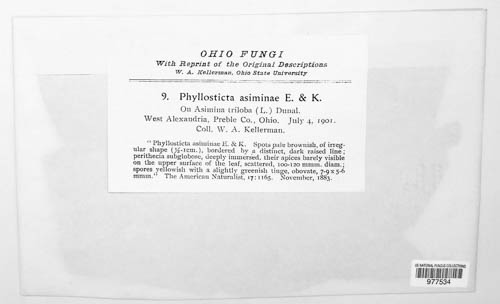 OHIO FUNGI
With Reprint of the Original Descriptions
W. A. Kellerman, Ohio State University
9. Phyllosticta asiminae E. & K.
On Asimina triloba (L.) Dunal.
West Alexandria, Preble Co., Ohio. July 4, 1901.
Coll. W. A. Kellerman.
"Phyllosticta asiminae E. & K. Spots pale brownish, of irreg-
ular shape (½-1cm.), bordered by a distinct, dark raised line;
perithecia subglobose, deeply immersed, their apices barely visible
on the upper surface of the leaf, scattered, 100-120 mmm. diam.;
spores yellowish with a slightly greenish tinge, obovate, 7-9 x 5-6
mmm." The American Naturalist, 17:1165. November, 1883.
US NATIONAL FUNGUS COLLECTIONS
977534